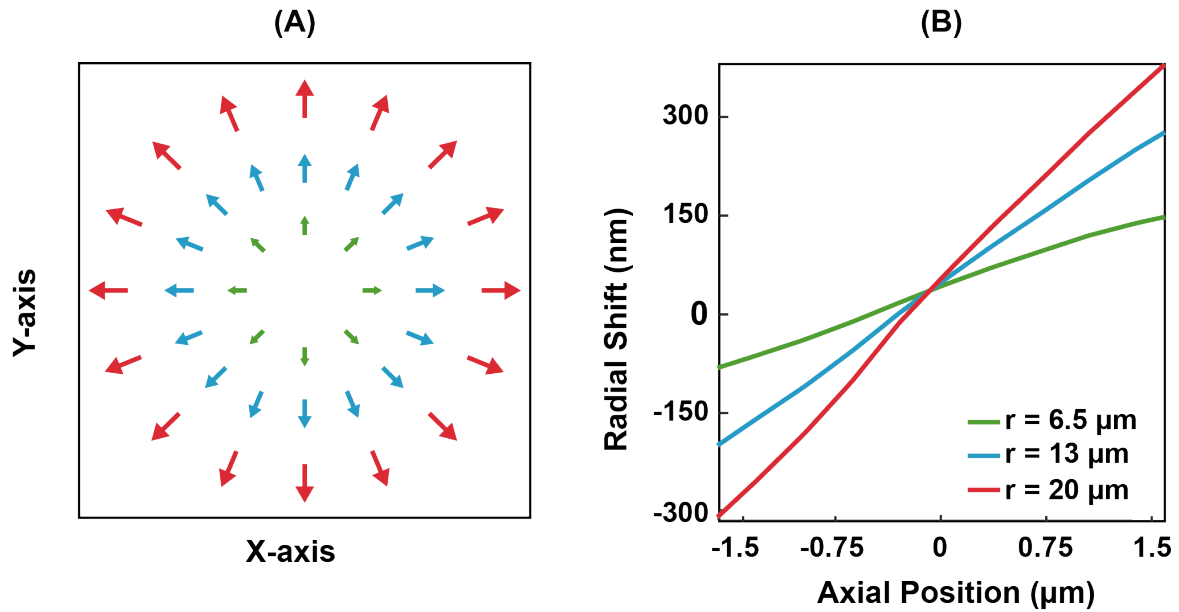 (A)
Y-axis
X-axis
(B)
Radial Shift (nm)
300
150
0
-150
-300
r = 6.5 µm
r = 13 µm
r = 20 µm
-1.5 -0.75 0 0.75 1.5
Axial Position (µm)